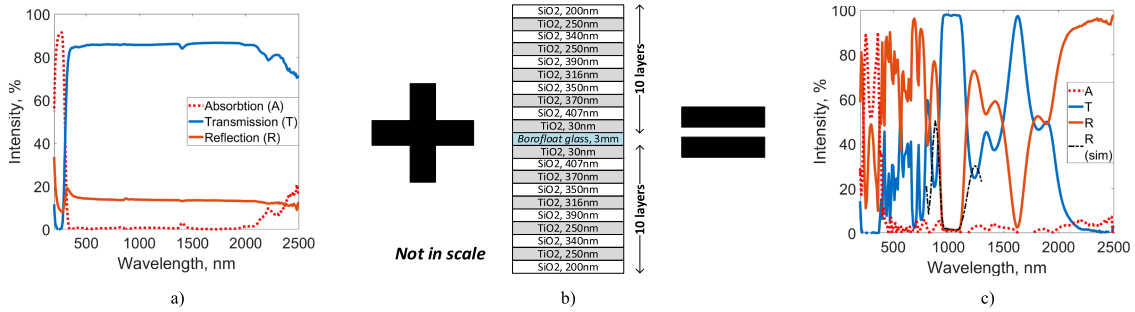 a)
Intensity, %
100
80
60
40
20
0
Absorbtion (A)
Transmission (T)
Reflection (R)
500 1000 1500 2000 2500
Wavelength, nm
Not in scale
b)
SiO2, 200nm
TiO2, 250nm
SiO2, 340nm
TiO2, 250nm
SiO2, 390nm
TiO2, 316nm
SiO2, 350nm
TiO2, 370nm
SiO2, 407nm
TiO2, 30nm
Borofloat glass, 3mm
TiO2, 30nm
SiO2, 407nm
TiO2, 370nm
SiO2, 350nm
TiO2, 316nm
SiO2, 390nm
TiO2, 250nm
SiO2, 340nm
TiO2, 250nm
SiO2, 200nm
10 layers
10 layers
c)
Intensity, %
100
80
60
40
20
0
A
T
R
R
(sim)
500 1000 1500 2000 2500
Wavelength, nm